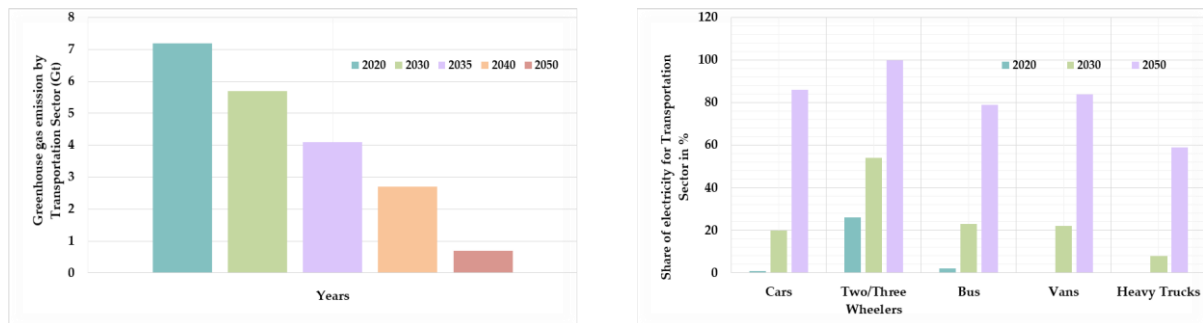 8
7
6
5
4
3
2
1
0
Greenhouse gas emission by
Transportation Sector (Gt)
2020 2030 2035 2040 2050
Years
120
100
80
60
40
20
0
Share of electricity for Transportation
Sector in %
2020 2030 2050
Cars Two/Three Bus Vans Heavy Trucks
Wheelers